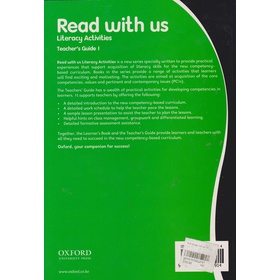 Read with us
Literacy Activities
Teacher's Guide 1
Read with us Literacy Activities is a new series specially written to provide practical
experiences that support acquisition of literacy skills for the new competency-
based curriculum. Books in the series provide a range of activities that learners
will find exciting and motivating. The activities are aimed at acquisition of the core
competencies, values and pertinent and contemporary issues (PCIs).
The Teachers' Guide has a wealth of practical activities for developing competencies in
learners. It supports teachers by offering the following:
• A detailed introduction to the new competency-based curriculum.
• A detailed work schedule to help the teacher pace the lessons
• A sample lesson presentation to assist the teacher to plan the lessons
• Helpful hints on class management, groupwork and differentiated learning.
• Detailed formative assessment exercises.
Together, the Learner's Book and the Teacher's Guide provide learners and teachers with
all they need to succeed in the new competency-based curriculum.
Oxford, your companion for success!
OXFORD
UNIVERSITY PRESS
www.oxford.co.ke